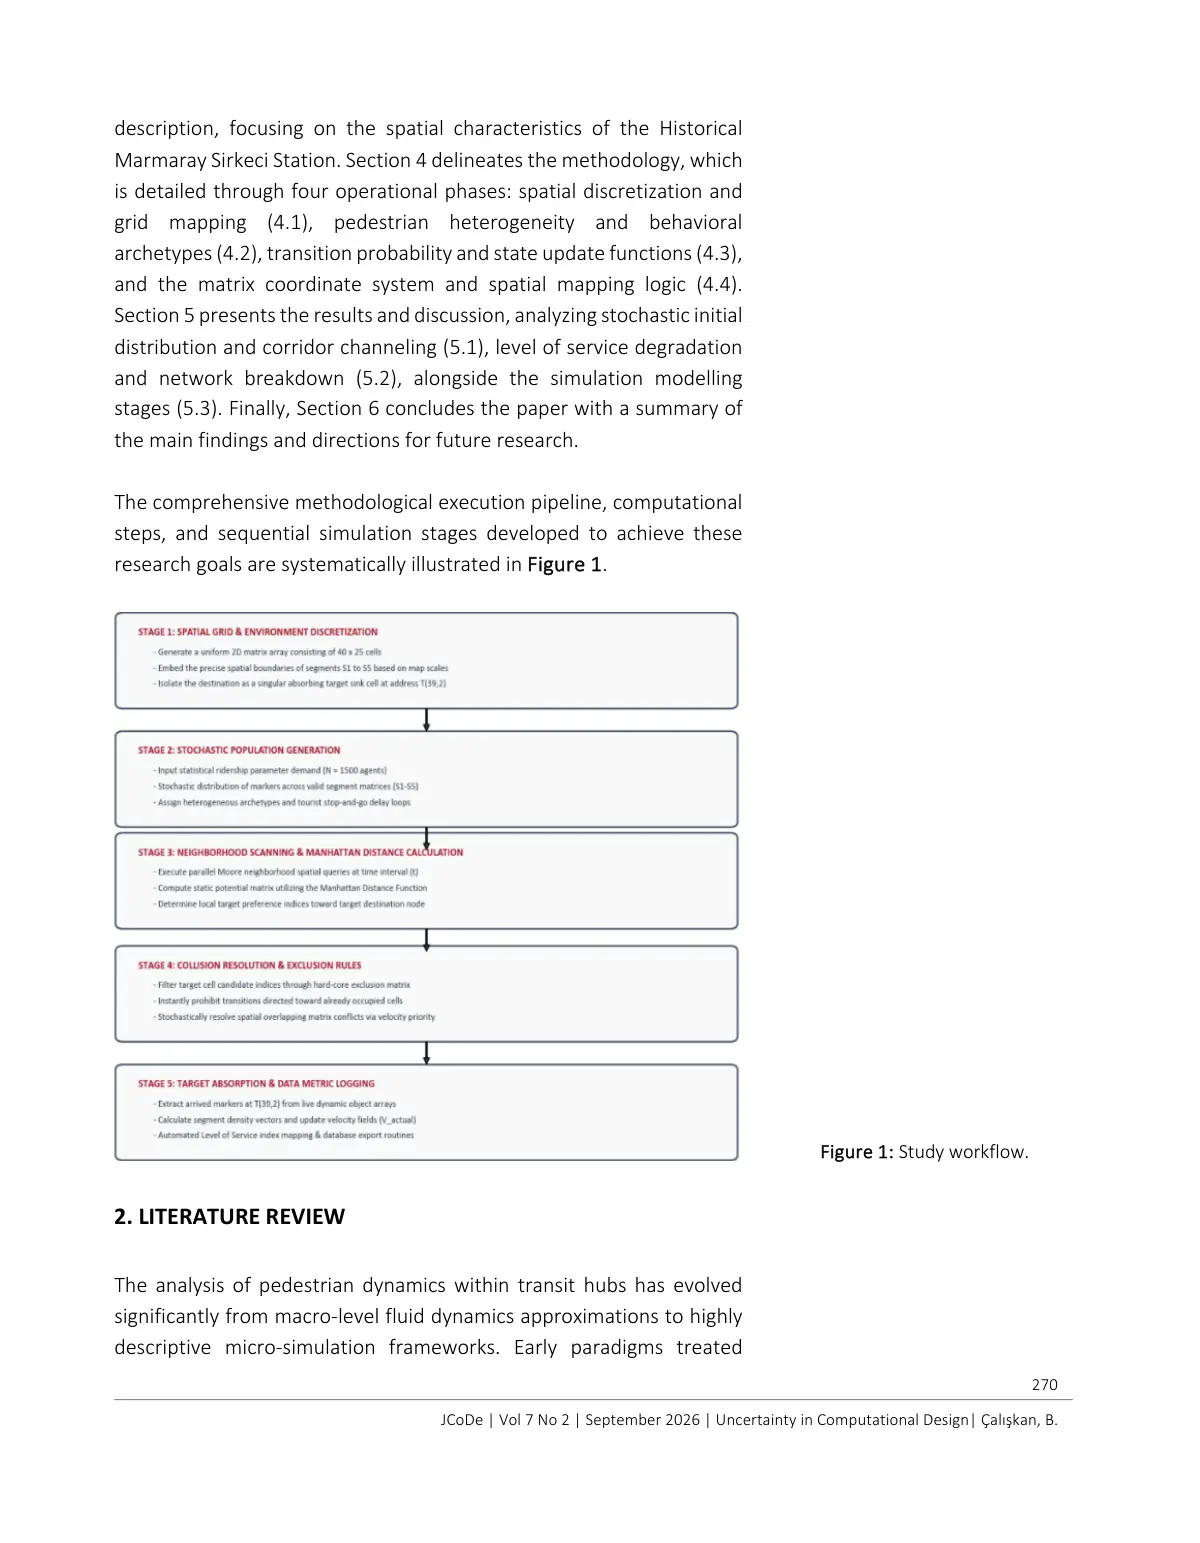 description, focusing on the spatial characteristics of the Historical
Marmaray Sirkeci Station. Section 4 delineates the methodology, which
is detailed through four operational phases: spatial discretization and
grid mapping (4.1), pedestrian heterogeneity and behavioral
archetypes (4.2), transition probability and state update functions (4.3),
and the matrix coordinate system and spatial mapping logic (4.4).
Section 5 presents the results and discussion, analyzing stochastic initial
distribution and corridor channeling (5.1), level of service degradation
and network breakdown (5.2), alongside the simulation modelling
stages (5.3). Finally, Section 6 concludes the paper with a summary of
the main findings and directions for future research.
The comprehensive methodological execution pipeline, computational
steps, and sequential simulation stages developed to achieve these
research goals are systematically illustrated in Figure 1.
STAGE 1: SPATIAL GRID & ENVIRONMENT DISCRETIZATION
- Generate a uniform 2D matrix array consisting of 40 x 25 cells
- Embed the precise spatial boundaries of segments S1 to S5 based on map scales
- Isolate the destination as a singular absorbing target sink cell at address T(39,2)
STAGE 2: STOCHASTIC POPULATION GENERATION
- Input statistical ridership parameter demand (N = 1500 agents)
- Stochastic distribution of markers across valid segment matrices (S1-S5)
- Assign heterogeneous archetypes and tourist stop-and-go delay loops
STAGE 3: NEIGHBORHOOD SCANNING & MANHATTAN DISTANCE CALCULATION
- Execute parallel Moore neighborhood spatial queries at time interval (t)
- Compute static potential matrix utilizing the Manhattan Distance Function
- Determine local target preference indices toward target destination node
STAGE 4: COLLISION RESOLUTION & EXCLUSION RULES
- Filter target cell candidate indices through hard-core exclusion matrix
- Instantly prohibit transitions directed toward already occupied cells
- Stochastically resolve spatial overlapping matrix conflicts via velocity priority
STAGE 5: TARGET ABSORPTION & DATA METRIC LOGGING
- Extract arrived markers at T(39,2) from live dynamic object arrays
- Calculate segment density vectors and update velocity fields (V_actual)
- Automated Level of Service index mapping & database export routines
Figure 1: Study workflow.
2. LITERATURE REVIEW
The analysis of pedestrian dynamics within transit hubs has evolved
significantly from macro-level fluid dynamics approximations to highly
descriptive micro-simulation frameworks. Early paradigms treated
270
JCoDe | Vol 7 No 2 | September 2026 | Uncertainty in Computational Design| Çalışkan, B.